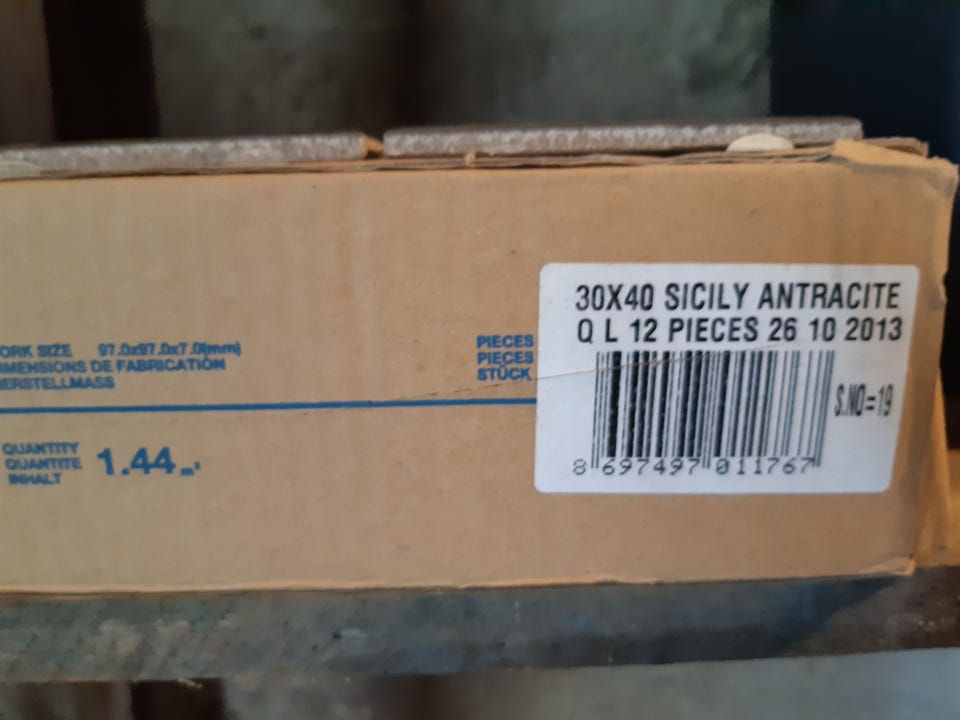 30X40 SICILY ANTRACITE
Q L 12 PIECES 26 10 2013
S.NO=19
8 697497 011767
ORK SIZE 97.0x97.0x7.0(mm)
IMENSIONS DE FABRICATION
ERSTELLMASS
PIECES
PIECES
STÜCK
QUANTITY
QUANTITE
INHALT
1.44 m²